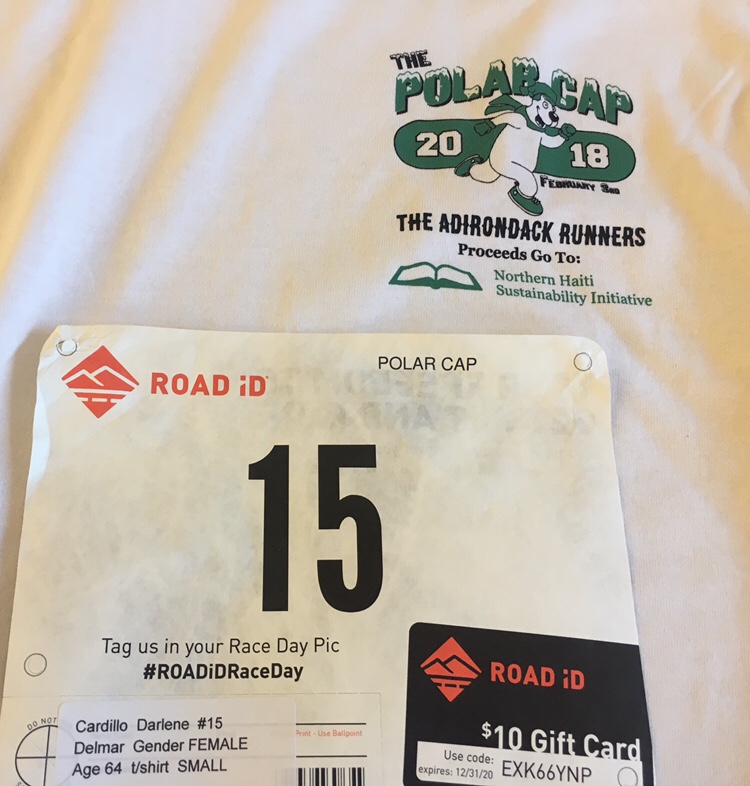 THE
POLAR CAP
20 18
FEBRUARY 3RD
THE ADIRONDACK RUNNERS
Proceeds Go To:
Northern Haiti
Sustainability Initiative
ROAD iD
POLAR CAP
15
Tag us in your Race Day Pic
#ROADiDRaceDay
Cardillo Darlene #15
Delmar Gender FEMALE
Age 64 t/shirt SMALL
DO NOT
Print - Use Ballpoint
ROAD iD
$10 Gift Card
Use code:
expires: 12/31/20 EXK66YNP